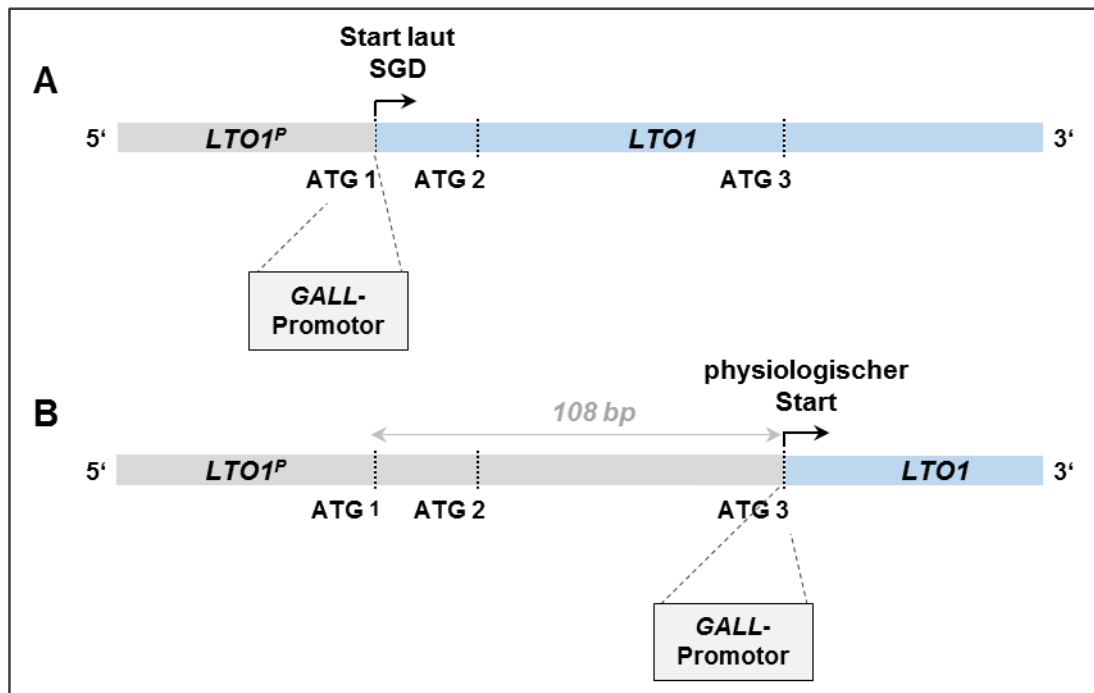 Start laut
SGD
A
5‘ LTO1ᴾ LTO1 3‘
ATG 1 ATG 2 ATG 3
GALL-
Promotor
physiologischer
Start
B
108 bp
5‘ LTO1ᴾ LTO1 3‘
ATG 1 ATG 2 ATG 3
GALL-
Promotor